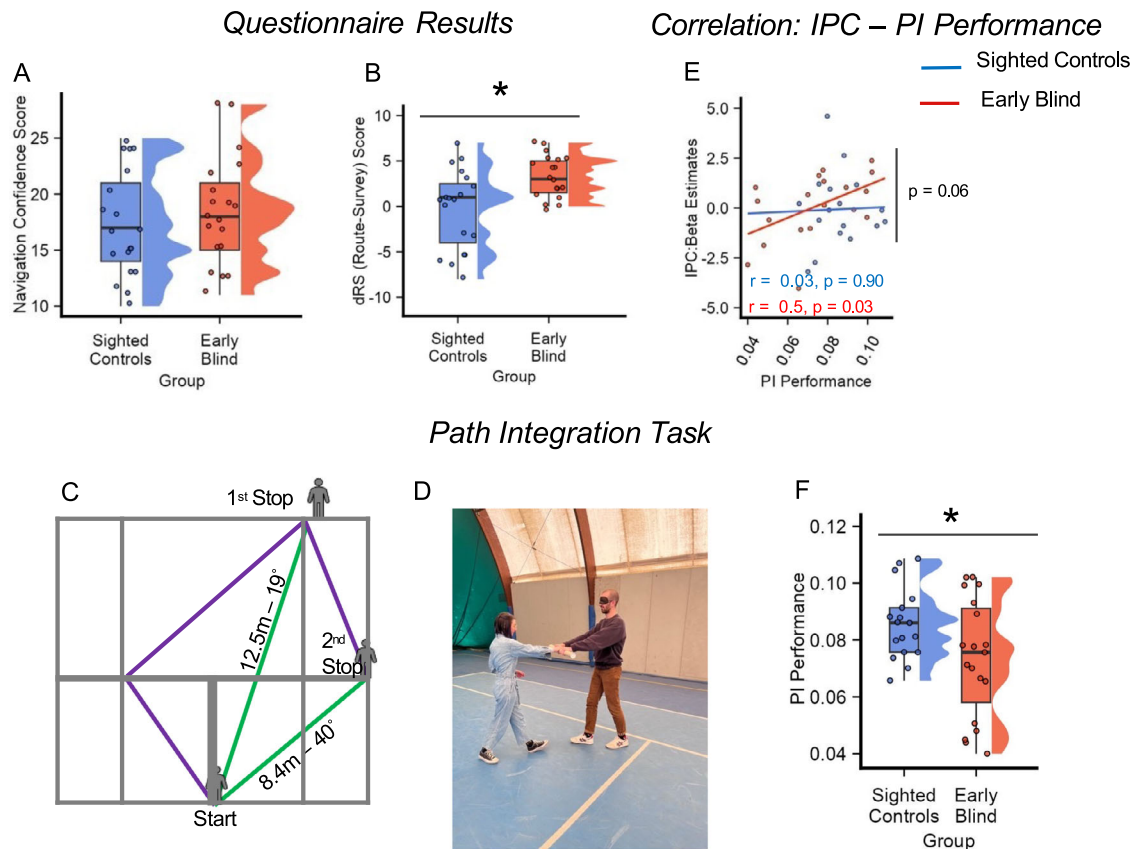 Questionnaire Results
Correlation: IPC – PI Performance
Sighted Controls
Early Blind
A
Navigation Confidence Score
25
20
15
10
Sighted
Controls
Early
Blind
Group
B
*
dRS (Route-Survey) Score
10
5
0
-5
-10
Sighted
Controls
Early
Blind
Group
E
IPC:Beta Estimates
5.0
2.5
0.0
-2.5
-5.0
p = 0.06
r = 0.03, p = 0.90
r = 0.5, p = 0.03
0.04
0.06
0.08
0.10
PI Performance
Path Integration Task
C
1st Stop
12.5m – 19°
2nd
Stop
8.4m – 40°
Start
D
F
*
PI Performance
0.12
0.10
0.08
0.06
0.04
Sighted
Controls
Early
Blind
Group